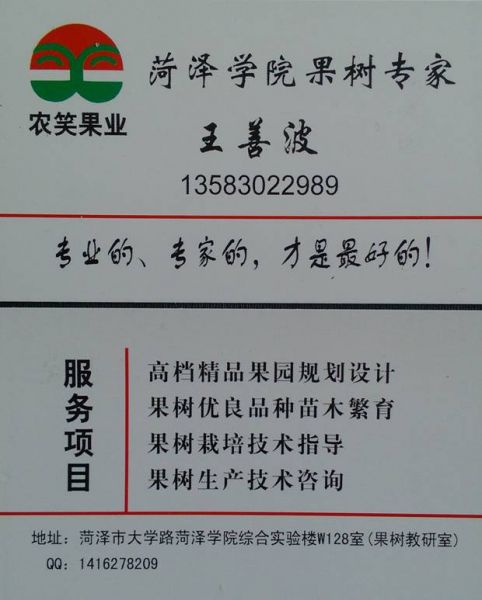 菏泽学院果树专家
农笑果业
王善波
13583022989
专业的、专家的，才是最好的！
服务项目
高档精品果园规划设计
果树优良品种苗木繁育
果树栽培技术指导
果树生产技术咨询
地址：菏泽市大学路菏泽学院综合实验楼W128室(果树教研室)
QQ：1416278209